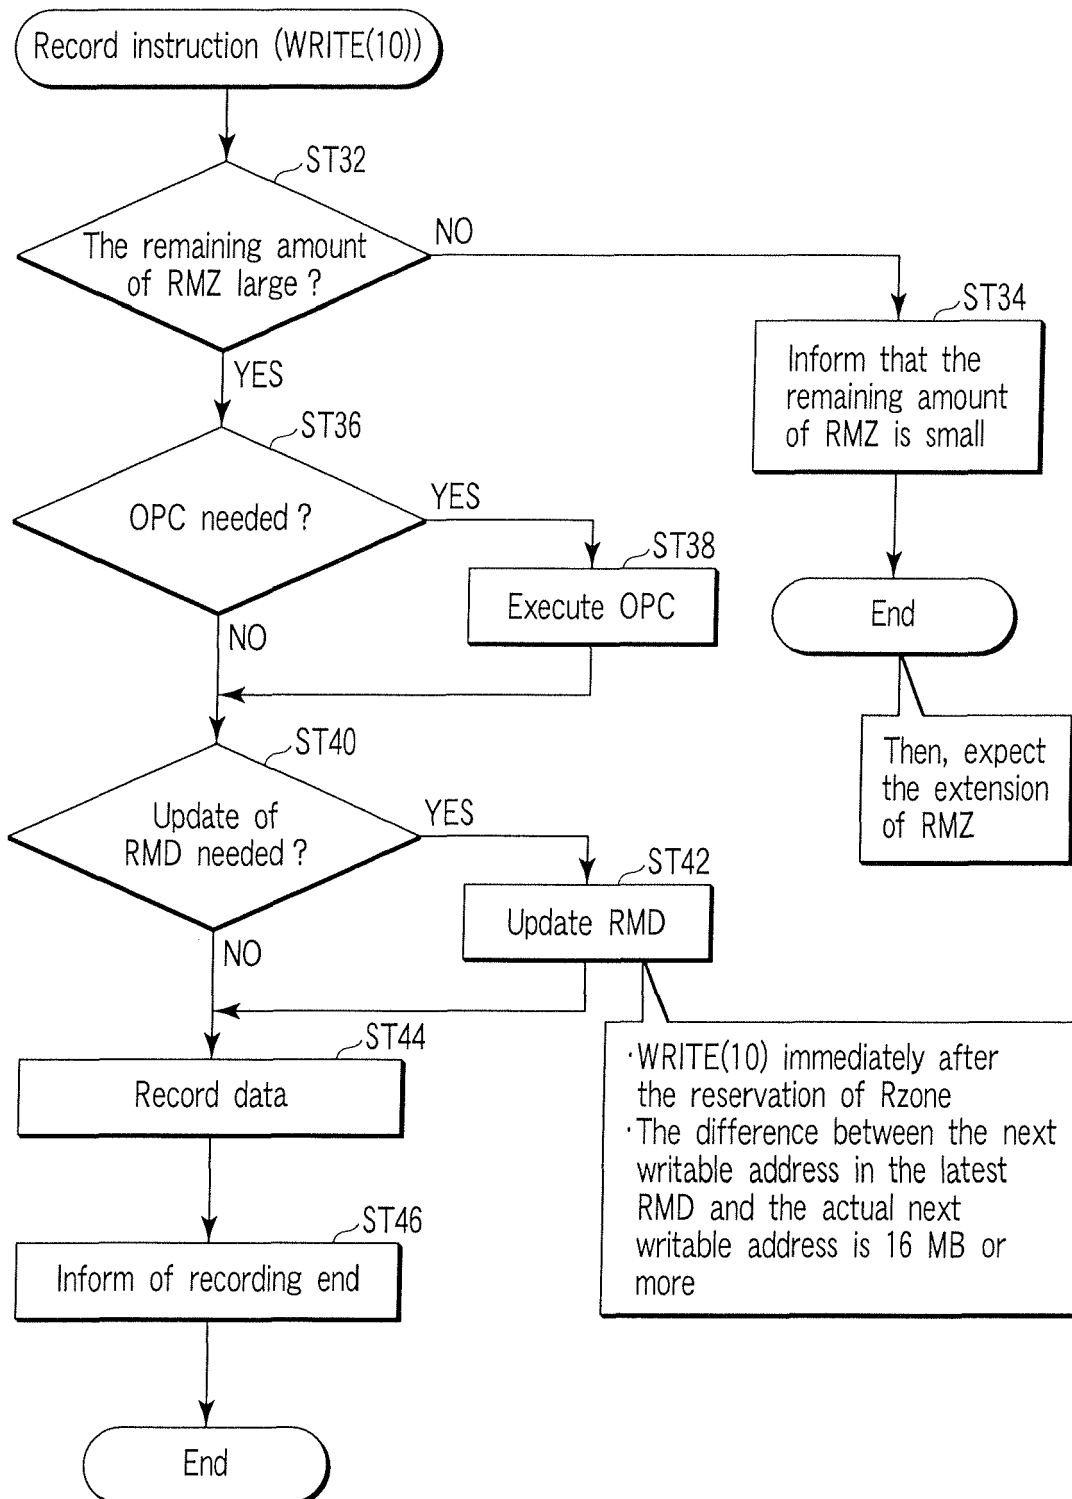 Record instruction (WRITE(10))
ST32
The remaining amount
of RMZ large ?
NO
YES
ST34
Inform that the
remaining amount
of RMZ is small
ST36
OPC needed ?
YES
NO
ST38
Execute OPC
End
Then, expect
the extension
of RMZ
ST40
Update of
RMD needed ?
YES
NO
ST42
Update RMD
·WRITE(10) immediately after
the reservation of Rzone
·The difference between the next
writable address in the latest
RMD and the actual next
writable address is 16 MB or
more
ST44
Record data
ST46
Inform of recording end
End